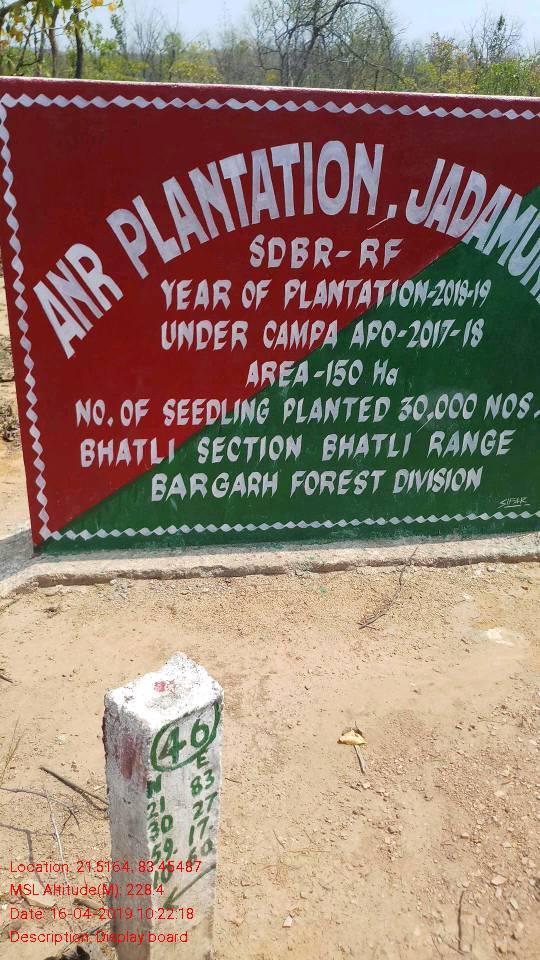 ANR PLANTATION, JADAMU
SDBR-RF
YEAR OF PLANTATION-2018-19
UNDER CAMPA APO-2017-18
AREA-150 Ha
NO. OF SEEDLING PLANTED 30,000 NOS.
BHATLI SECTION BHATLI RANGE
BARGARH FOREST DIVISION
46
N E
21 83
30 27
59 17
Location: 21.5164, 83.45487
MSL Altitude(M): 228.4
Date: 16-04-2019 10:22:18
Description: Display board